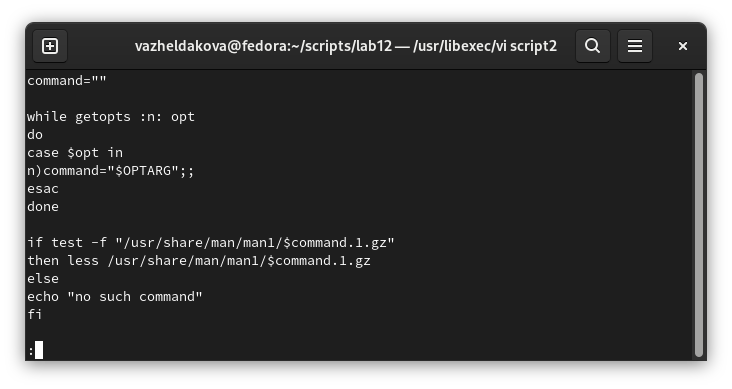 vazheldakova@fedora:~/scripts/lab12 — /usr/libexec/vi script2
command=""
while getopts :n: opt
do
case $opt in
n)command="$OPTARG";;
esac
done
if test -f "/usr/share/man/man1/$command.1.gz"
then less /usr/share/man/man1/$command.1.gz
else
echo "no such command"
fi
: